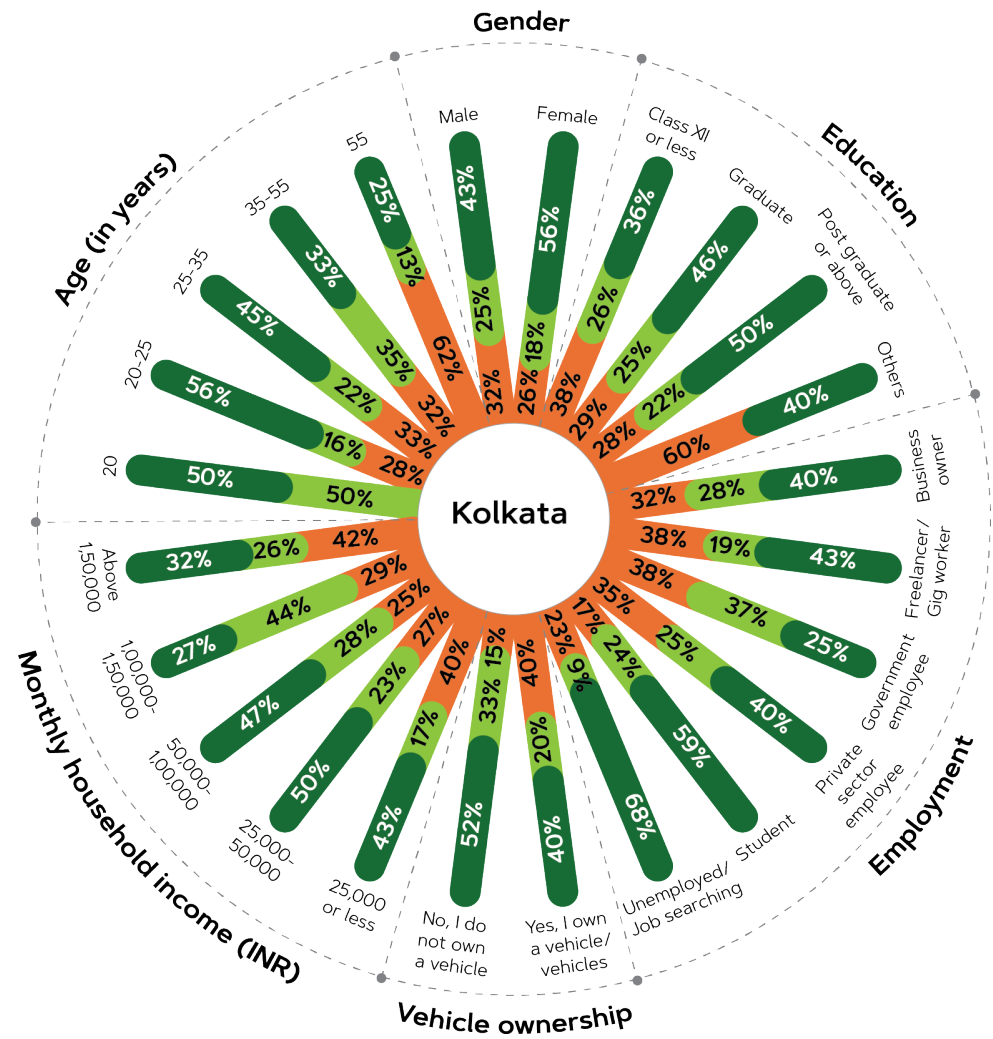 Gender
Male
43%
25%
32%
Female
56%
18%
26%
Education
Class XII
or less
36%
26%
38%
Graduate
46%
25%
29%
Post graduate
or above
50%
22%
28%
Others
40%
60%
Employment
Business
owner
40%
28%
32%
Freelancer/
Gig worker
43%
19%
38%
Government
employee
25%
37%
38%
Private
sector
employee
40%
25%
35%
Student
59%
24%
17%
Unemployed/
Job searching
68%
9%
23%
Vehicle ownership
Yes, I own
a vehicle/
vehicles
40%
20%
40%
No, I do
not own
a vehicle
52%
33%
15%
Monthly household income (INR)
25,000
or less
43%
17%
40%
25,000-
50,000
50%
23%
27%
50,000-
1,00,000
47%
28%
25%
1,00,000-
1,50,000
27%
44%
29%
Above
1,50,000
32%
26%
42%
Age (in years)
20
50%
50%
20-25
56%
16%
28%
25-35
45%
22%
33%
35-55
33%
35%
32%
55
25%
13%
62%
Kolkata